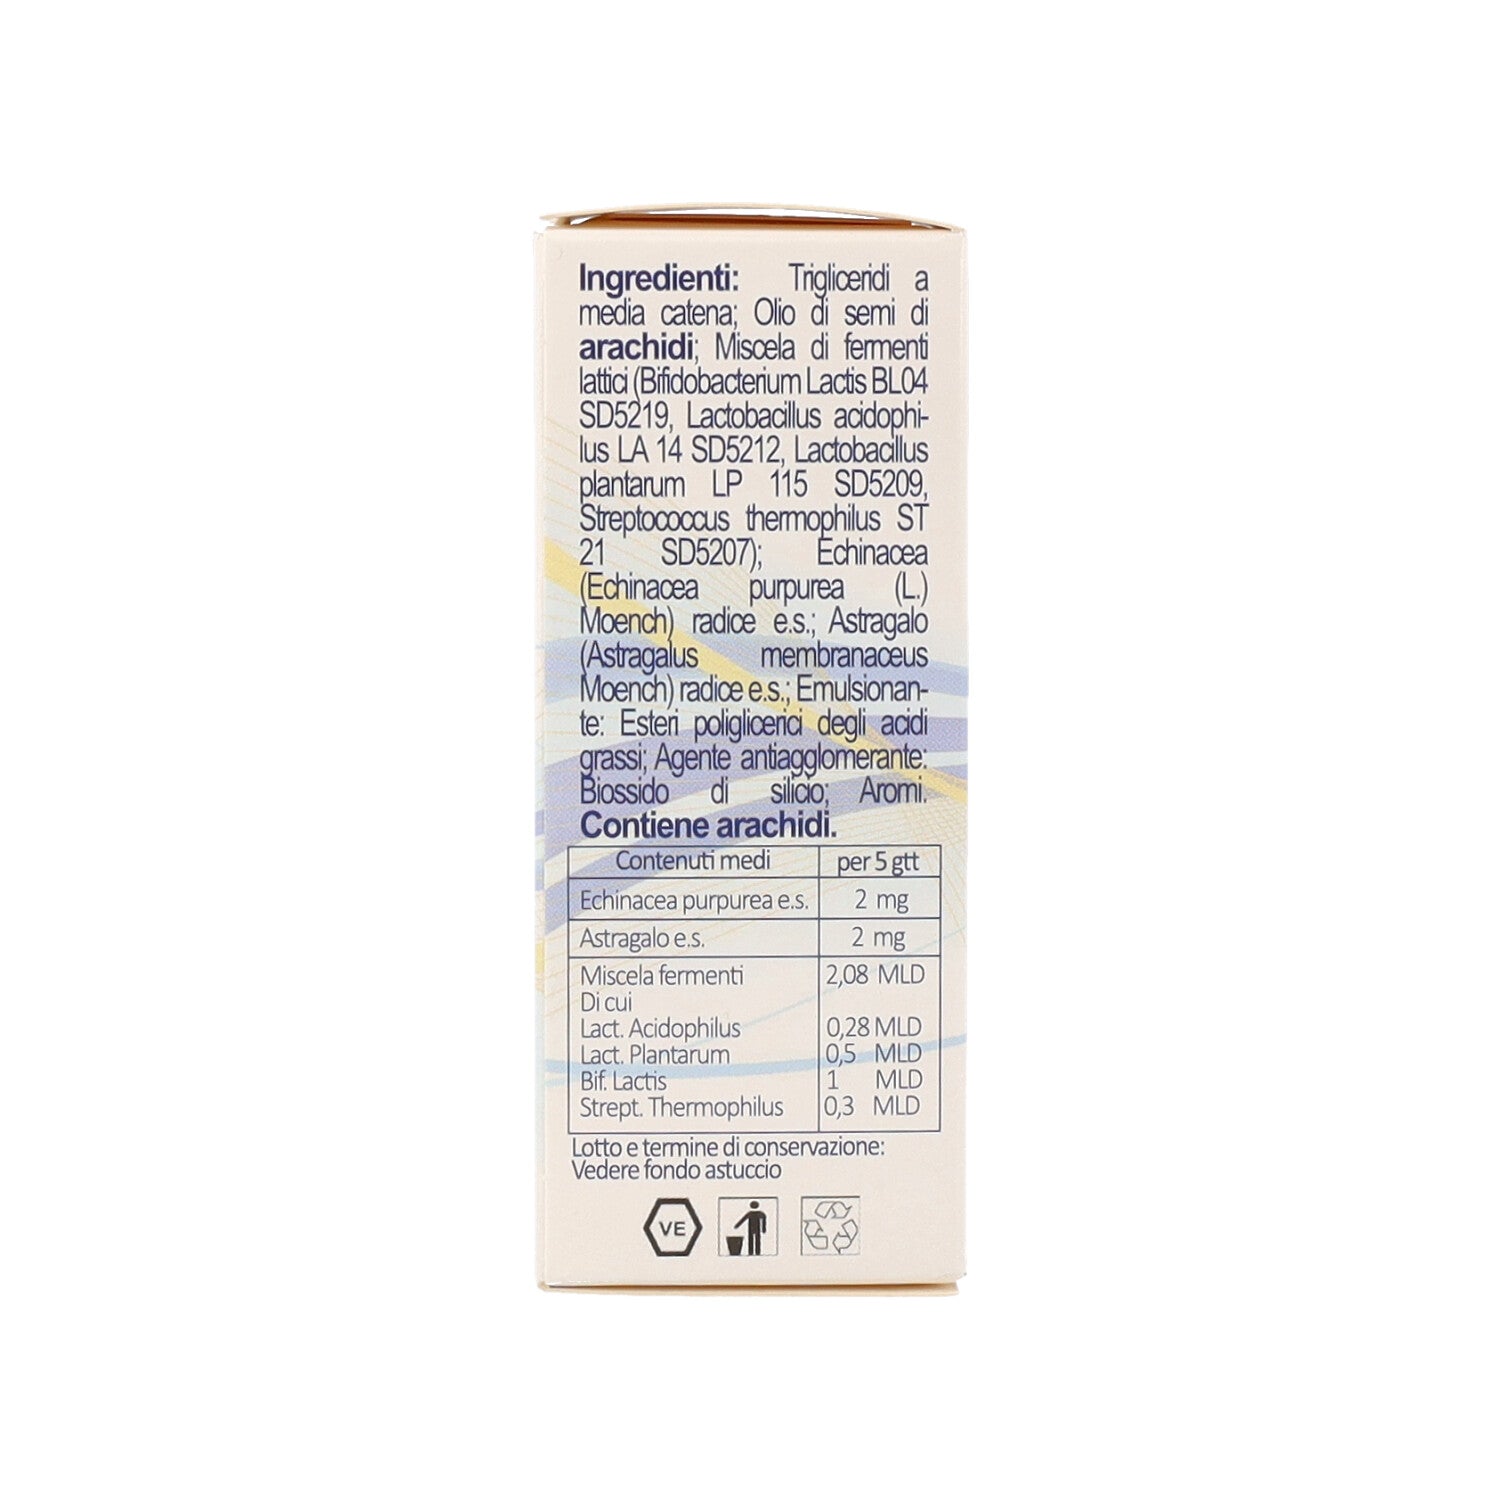 Ingredienti: Trigliceridi a
media catena; Olio di semi di
arachidi; Miscela di fermenti
lattici (Bifidobacterium Lactis BL04
SD5219, Lactobacillus acidophi-
lus LA 14 SD5212, Lactobacillus
plantarum LP 115 SD5209,
Streptococcus thermophilus ST
21 SD5207); Echinacea
(Echinacea purpurea (L.)
Moench) radice e.s.; Astragalo
(Astragalus membranaceus
Moench) radice e.s.; Emulsionan-
te: Esteri poliglicerici degli acidi
grassi; Agente antiagglomerante:
Biossido di silicio; Aromi.
Contiene arachidi.
Contenuti medi per 5 gtt
Echinacea purpurea e.s. 2 mg
Astragalo e.s. 2 mg
Miscela fermenti 2,08 MLD
Di cui
Lact. Acidophilus 0,28 MLD
Lact. Plantarum 0,5 MLD
Bif. Lactis 1 MLD
Strept. Thermophilus 0,3 MLD
Lotto e termine di conservazione:
Vedere fondo astuccio
VE